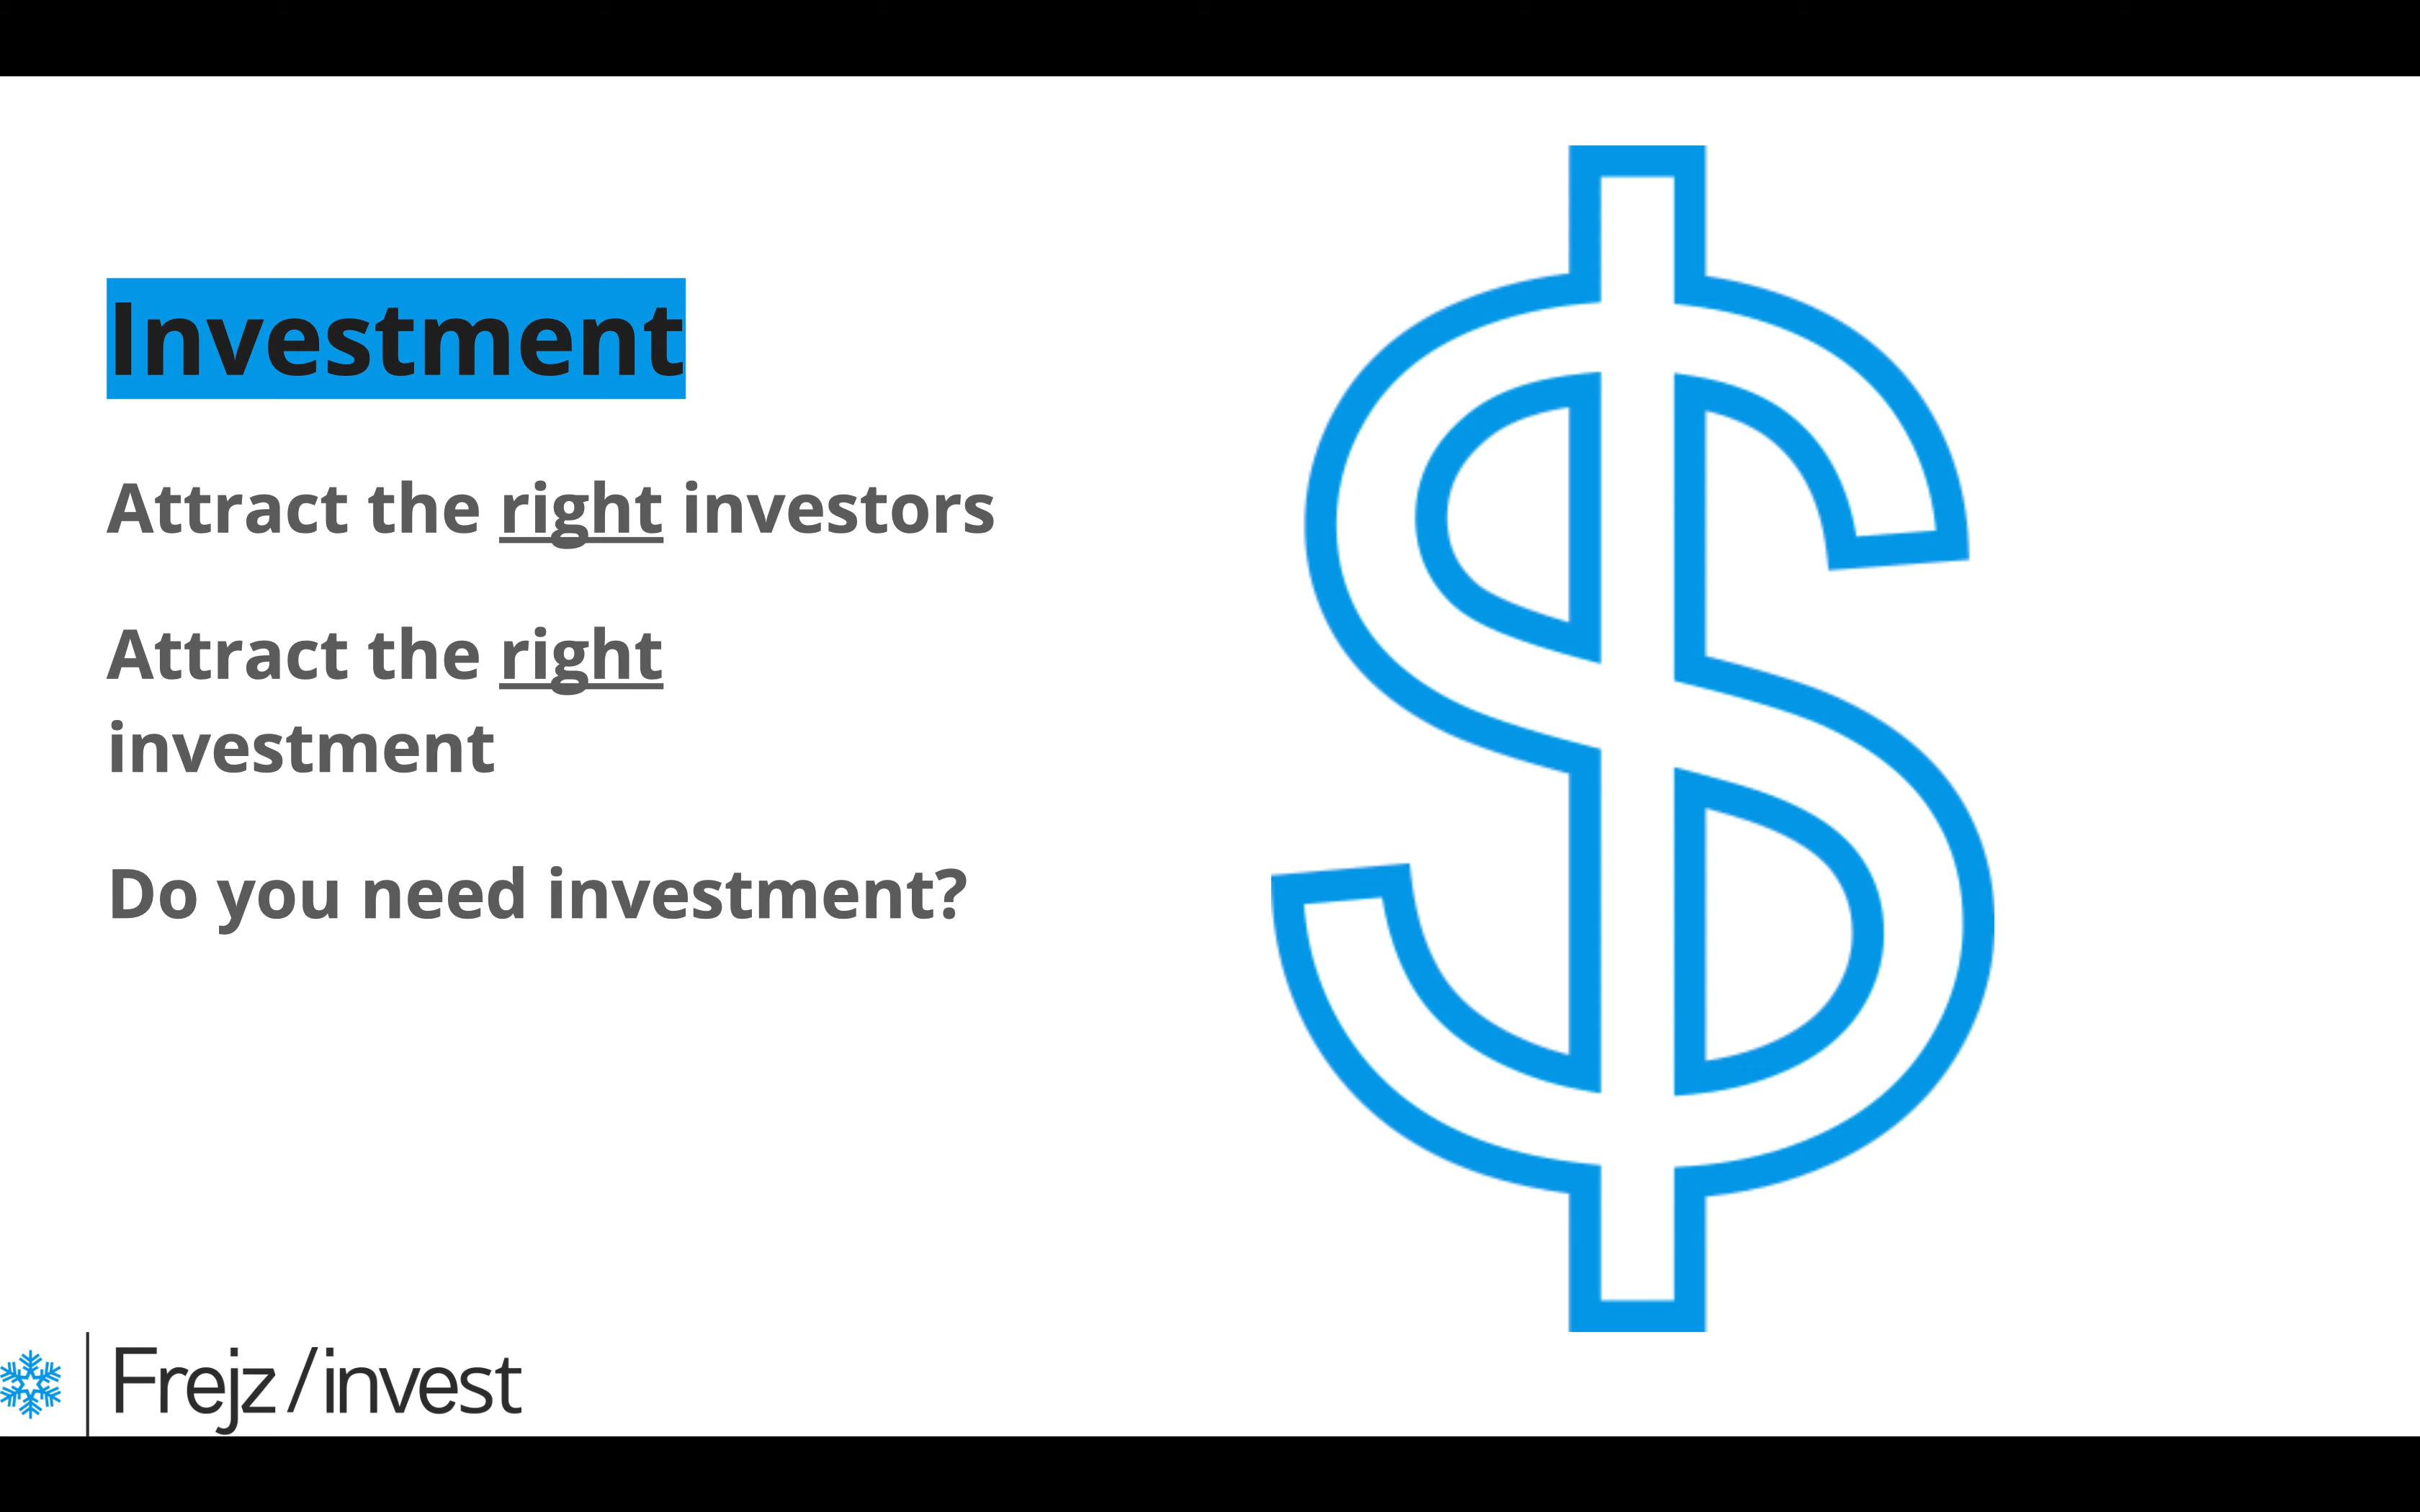 Investment
Attract the right investors
Attract the right
investment
Do you need investment?
Frejz/invest